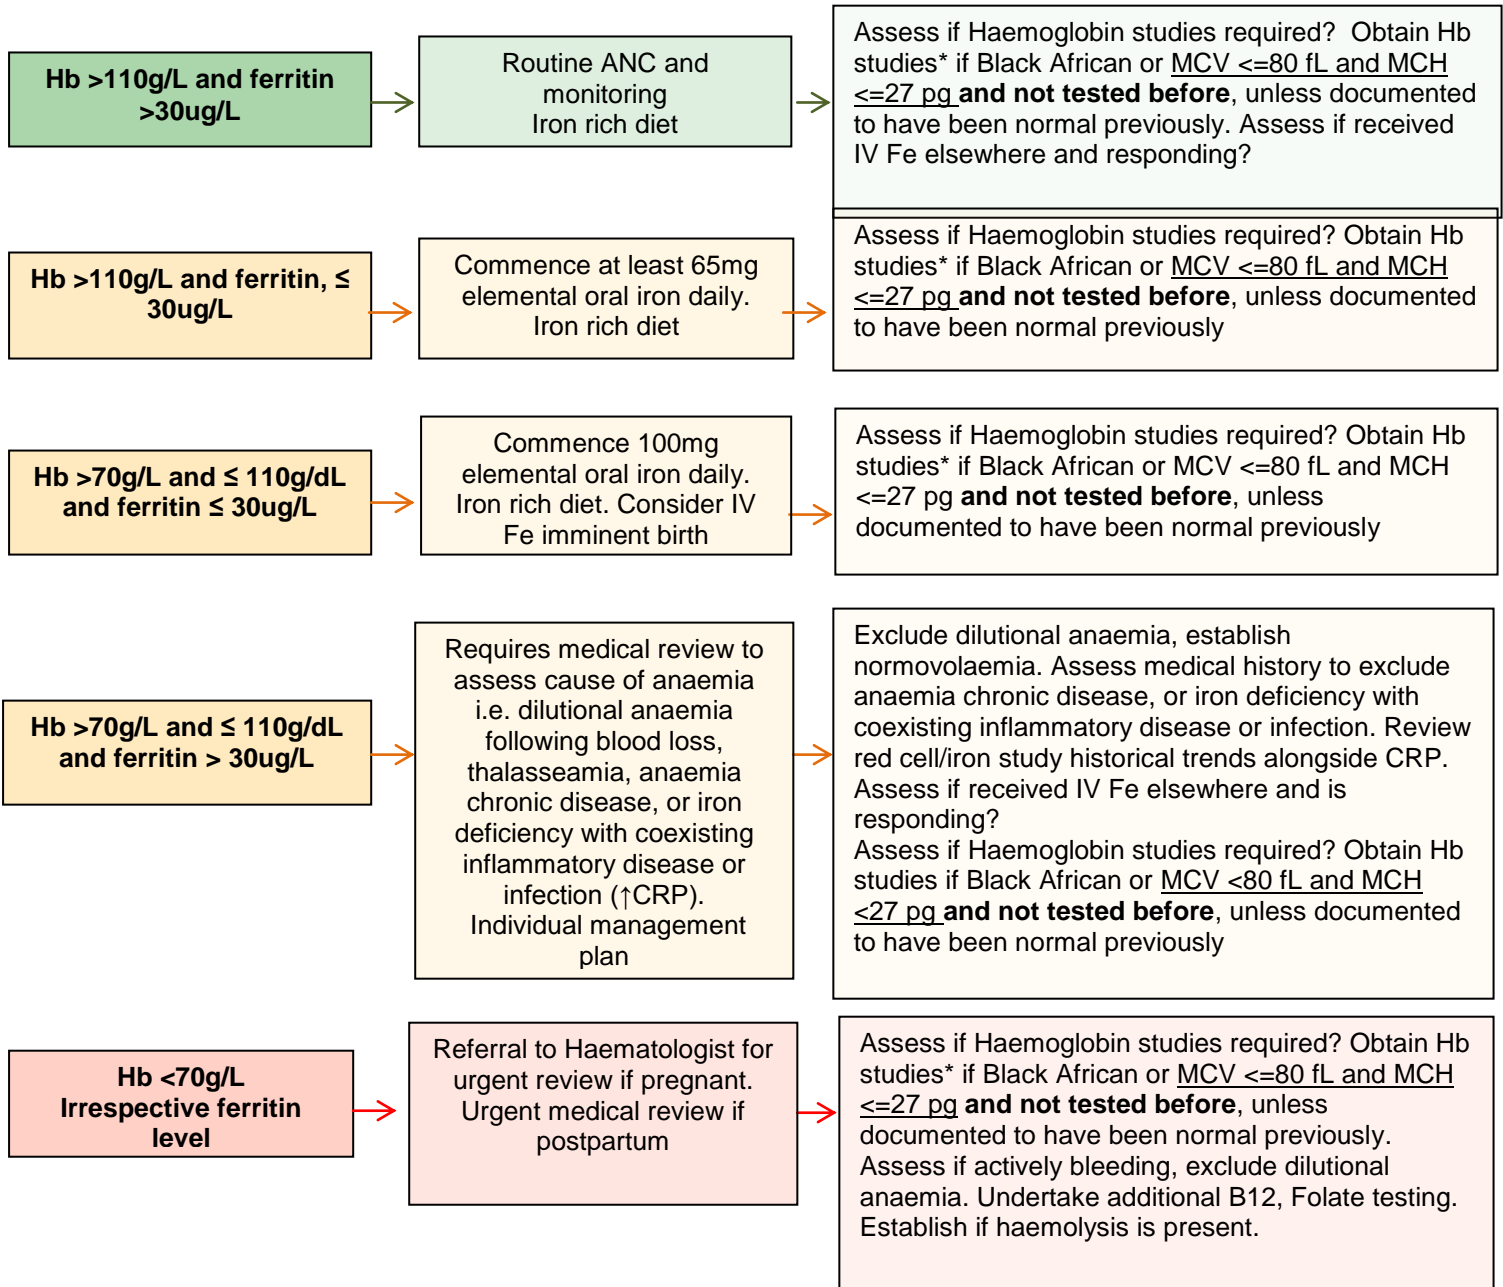 Hb >110g/L and ferritin
>30ug/L
Routine ANC and
monitoring
Iron rich diet
Assess if Haemoglobin studies required? Obtain Hb
studies* if Black African or MCV <=80 fL and MCH
<=27 pg and not tested before, unless documented
to have been normal previously. Assess if received
IV Fe elsewhere and responding?
Hb >110g/L and ferritin, ≤
30ug/L
Commence at least 65mg
elemental oral iron daily.
Iron rich diet
Assess if Haemoglobin studies required? Obtain Hb
studies* if Black African or MCV <=80 fL and MCH
<=27 pg and not tested before, unless documented
to have been normal previously
Hb >70g/L and ≤ 110g/dL
and ferritin ≤ 30ug/L
Commence 100mg
elemental oral iron daily.
Iron rich diet. Consider IV
Fe imminent birth
Assess if Haemoglobin studies required? Obtain Hb
studies* if Black African or MCV <=80 fL and MCH
<=27 pg and not tested before, unless
documented to have been normal previously
Hb >70g/L and ≤ 110g/dL
and ferritin > 30ug/L
Requires medical review to
assess cause of anaemia
i.e. dilutional anaemia
following blood loss,
thalasseamia, anaemia
chronic disease, or iron
deficiency with coexisting
inflammatory disease or
infection (↑CRP).
Individual management
plan
Exclude dilutional anaemia, establish
normovolaemia. Assess medical history to exclude
anaemia chronic disease, or iron deficiency with
coexisting inflammatory disease or infection. Review
red cell/iron study historical trends alongside CRP.
Assess if received IV Fe elsewhere and is
responding?
Assess if Haemoglobin studies required? Obtain Hb
studies if Black African or MCV <80 fL and MCH
<27 pg and not tested before, unless documented
to have been normal previously
Hb <70g/L
Irrespective ferritin
level
Referral to Haematologist for
urgent review if pregnant.
Urgent medical review if
postpartum
Assess if Haemoglobin studies required? Obtain Hb
studies* if Black African or MCV <=80 fL and MCH
<=27 pg and not tested before, unless
documented to have been normal previously.
Assess if actively bleeding, exclude dilutional
anaemia. Undertake additional B12, Folate testing.
Establish if haemolysis is present.